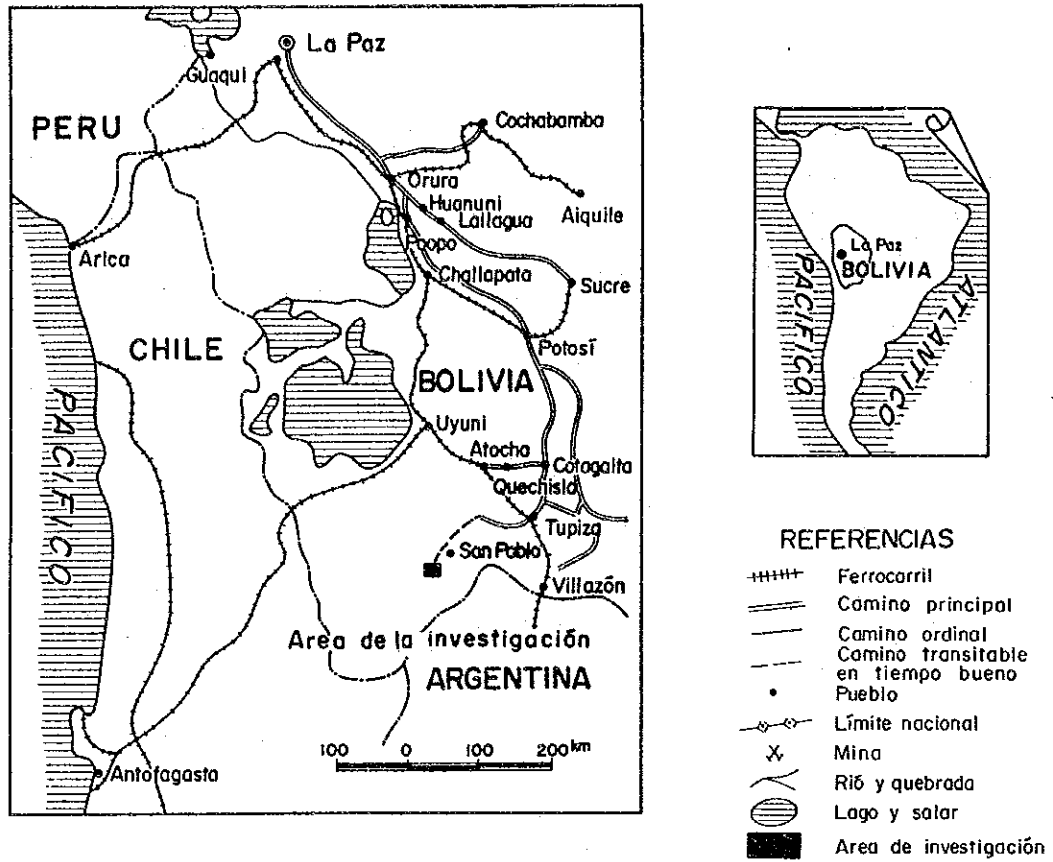 La Paz
Guaqui
PERU
Cochabamba
Orura
Huanuni
Lallagua
Aiquile
Poopo
Arica
Challapata
Sucre
CHILE
Potosí
BOLIVIA
PACIFICO
Uyuni
Atocha
Cotagaita
Quechisla
Tupiza
San Pablo
Villazón
Area de la investigación
ARGENTINA
100 0 100 200 km
Antofagasta
La Paz
BOLIVIA
PACIFICO
ATLANTICO
REFERENCIAS
Ferrocarril
Camino principal
Camino ordinal
Camino transitable
en tiempo bueno
Pueblo
Límite nacional
Mina
Rió y quebrada
Lago y salar
Area de investigación